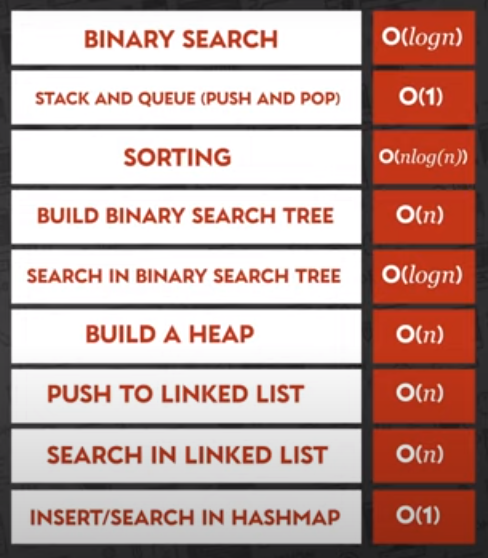 BINARY SEARCH O(logn)
STACK AND QUEUE (PUSH AND POP) O(1)
SORTING O(nlog(n))
BUILD BINARY SEARCH TREE O(n)
SEARCH IN BINARY SEARCH TREE O(logn)
BUILD A HEAP O(n)
PUSH TO LINKED LIST O(n)
SEARCH IN LINKED LIST O(n)
INSERT/SEARCH IN HASHMAP O(1)